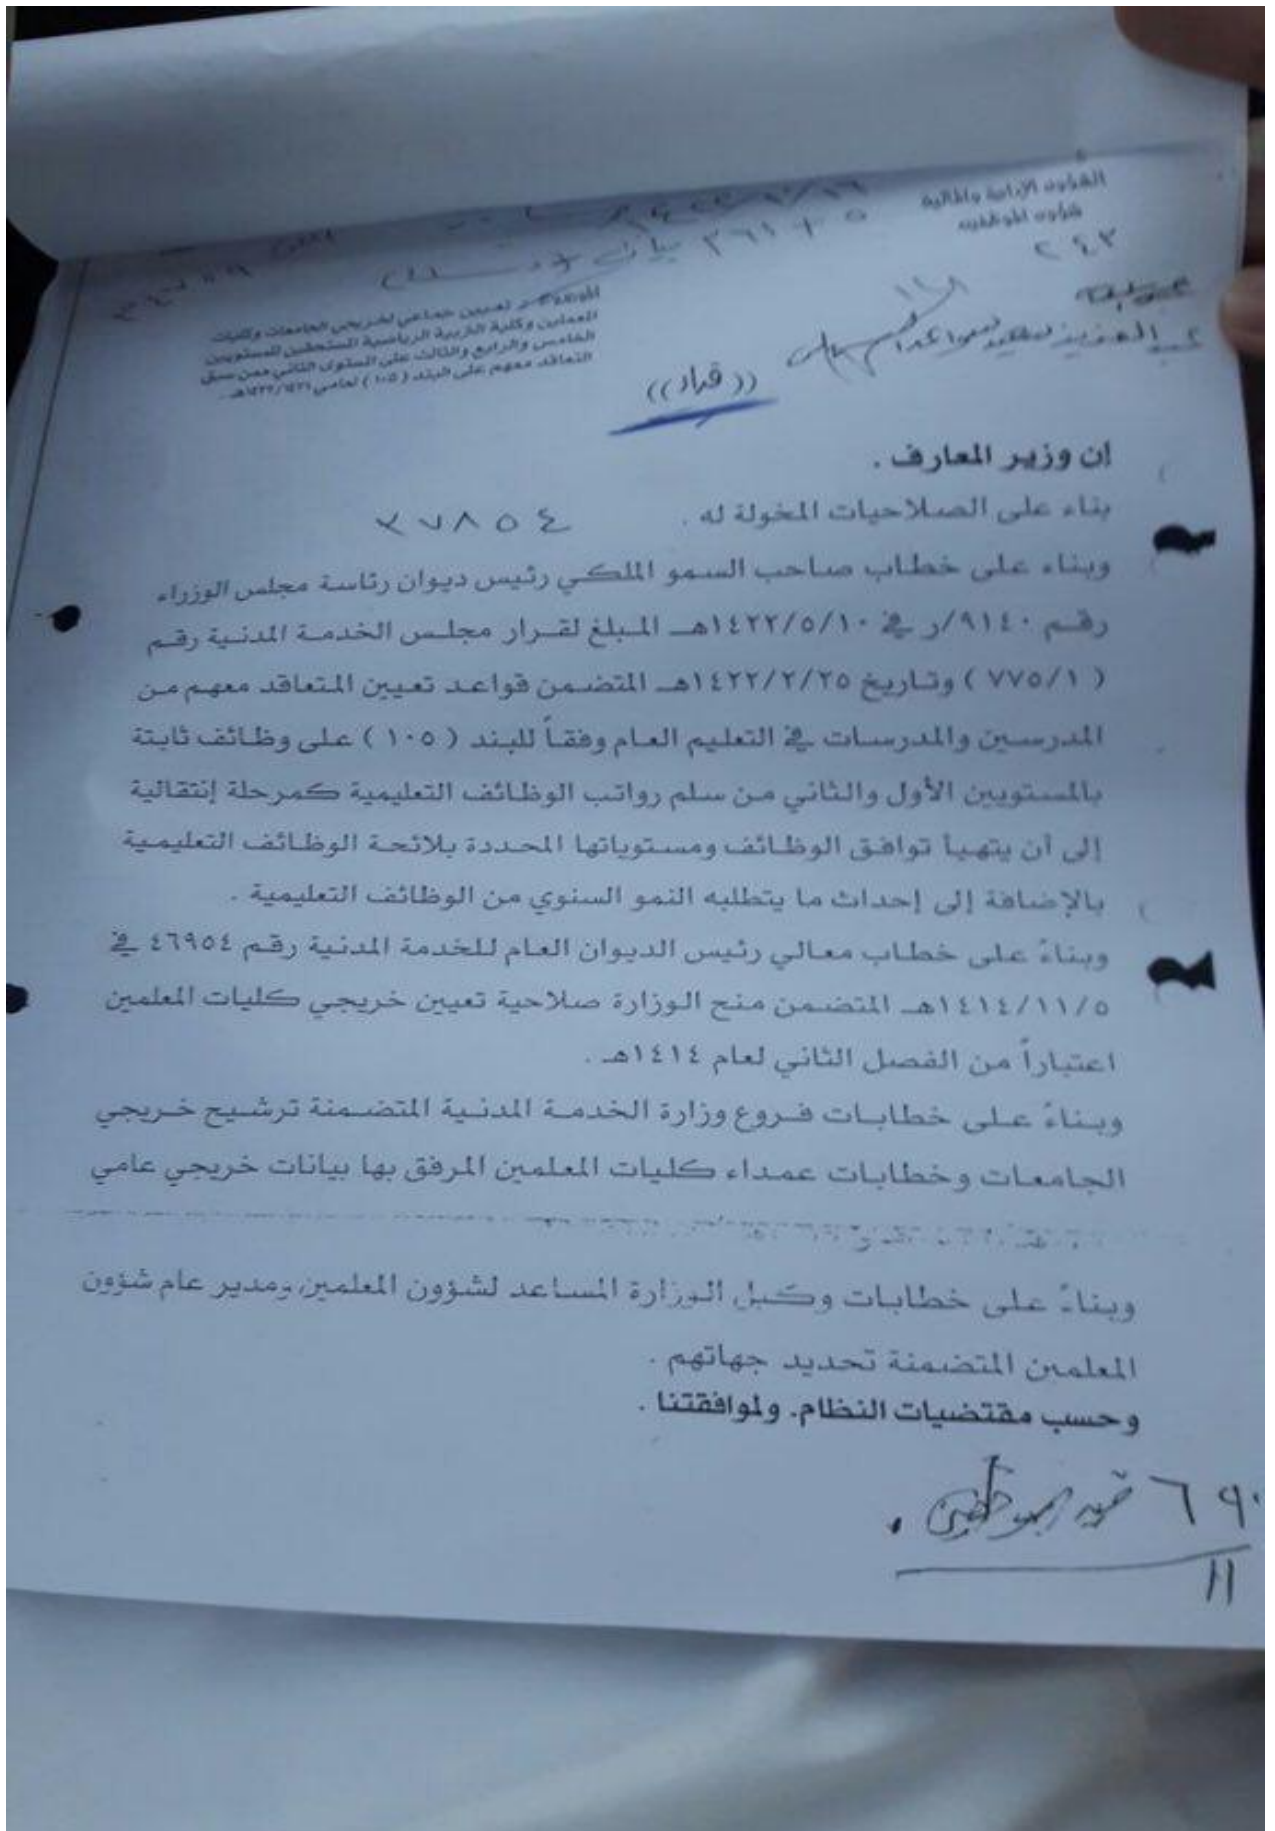 الشؤون الإدارية والمالية
شؤون الموظفين
٢٤٣
الموضوع تعيين جماعي لخريجي الجامعات وكليات
المعلمين وكلية التربية الرياضية المستحقين للمستويين
الخامس والرابع والثالث على المستوى الثاني ممن سبق
التعاقد معهم على البند ( ١٠٥ ) لعامي ١٤٢٢/١٤٢١هـ .
(( قرار ))
إن وزير المعارف .
بناء على الصلاحيات المخولة له .
٣٧٨٥٤
وبناء على خطاب صاحب السمو الملكي رئيس ديوان رئاسة مجلس الوزراء
رقم ٩١٤٠/ر في ١٤٢٢/٥/١٠هـ المبلغ لقرار مجلس الخدمة المدنية رقم
( ٧٧٥/١ ) وتاريخ ١٤٢٢/٢/٢٥هـ المتضمن قواعد تعيين المتعاقد معهم من
المدرسين والمدرسات في التعليم العام وفقاً للبند ( ١٠٥ ) على وظائف ثابتة
بالمستويين الأول والثاني من سلم رواتب الوظائف التعليمية كمرحلة إنتقالية
إلى أن يتهيأ توافق الوظائف ومستوياتها المحددة بلائحة الوظائف التعليمية
بالإضافة إلى إحداث ما يتطلبه النمو السنوي من الوظائف التعليمية .
وبناءً على خطاب معالي رئيس الديوان العام للخدمة المدنية رقم ٤٦٩٥٤ في
١٤١٤/١١/٥هـ المتضمن منح الوزارة صلاحية تعيين خريجي كليات المعلمين
اعتباراً من الفصل الثاني لعام ١٤١٤هـ .
وبناءً على خطابات فروع وزارة الخدمة المدنية المتضمنة ترشيح خريجي
الجامعات وخطابات عمداء كليات المعلمين المرفق بها بيانات خريجي عامي
وبناءً على خطابات وكيل الوزارة المساعد لشؤون المعلمين ومدير عام شؤون
المعلمين المتضمنة تحديد جهاتهم .
وحسب مقتضيات النظام. ولموافقتنا .
١١